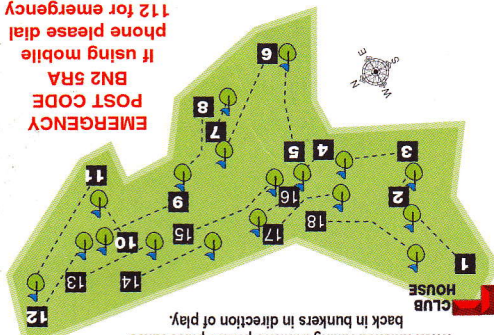 back in bunkers in direction of play.
CLUB
HOUSE
12
14
13
1
18
17
15
10
2
16
9
11
3
4
5
7
8
6
N
W
E
S
EMERGENCY
POST CODE
BN2 5RA
If using mobile
phone please dial
112 for emergency